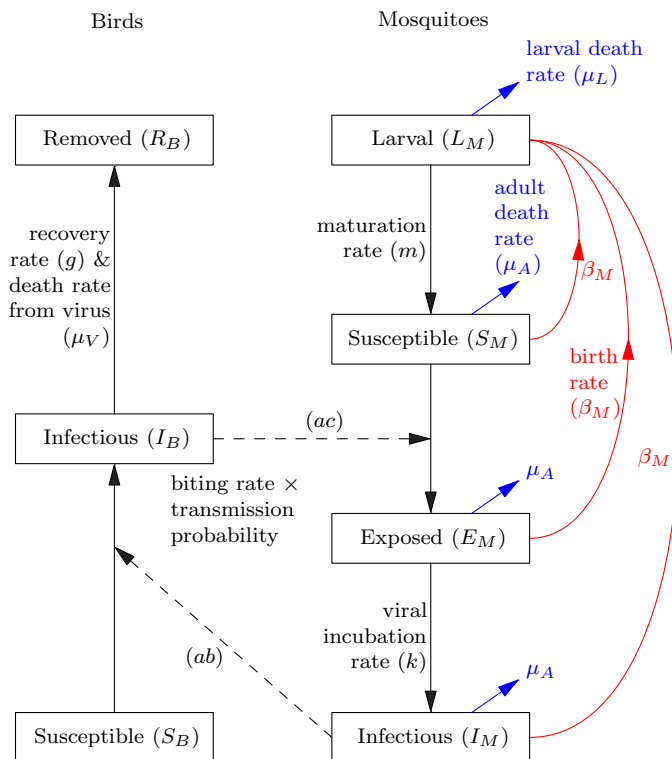 Birds
Mosquitoes
larval death
rate (μ_L)
Removed (R_B)
Larval (L_M)
adult
death
rate
(μ_A)
maturation
rate (m)
recovery
rate (g) &
death rate
from virus
(μ_V)
β_M
Susceptible (S_M)
birth
rate
(β_M)
Infectious (I_B)
(ac)
β_M
biting rate ×
transmission
probability
μ_A
Exposed (E_M)
viral
incubation
rate (k)
(ab)
μ_A
Susceptible (S_B)
Infectious (I_M)